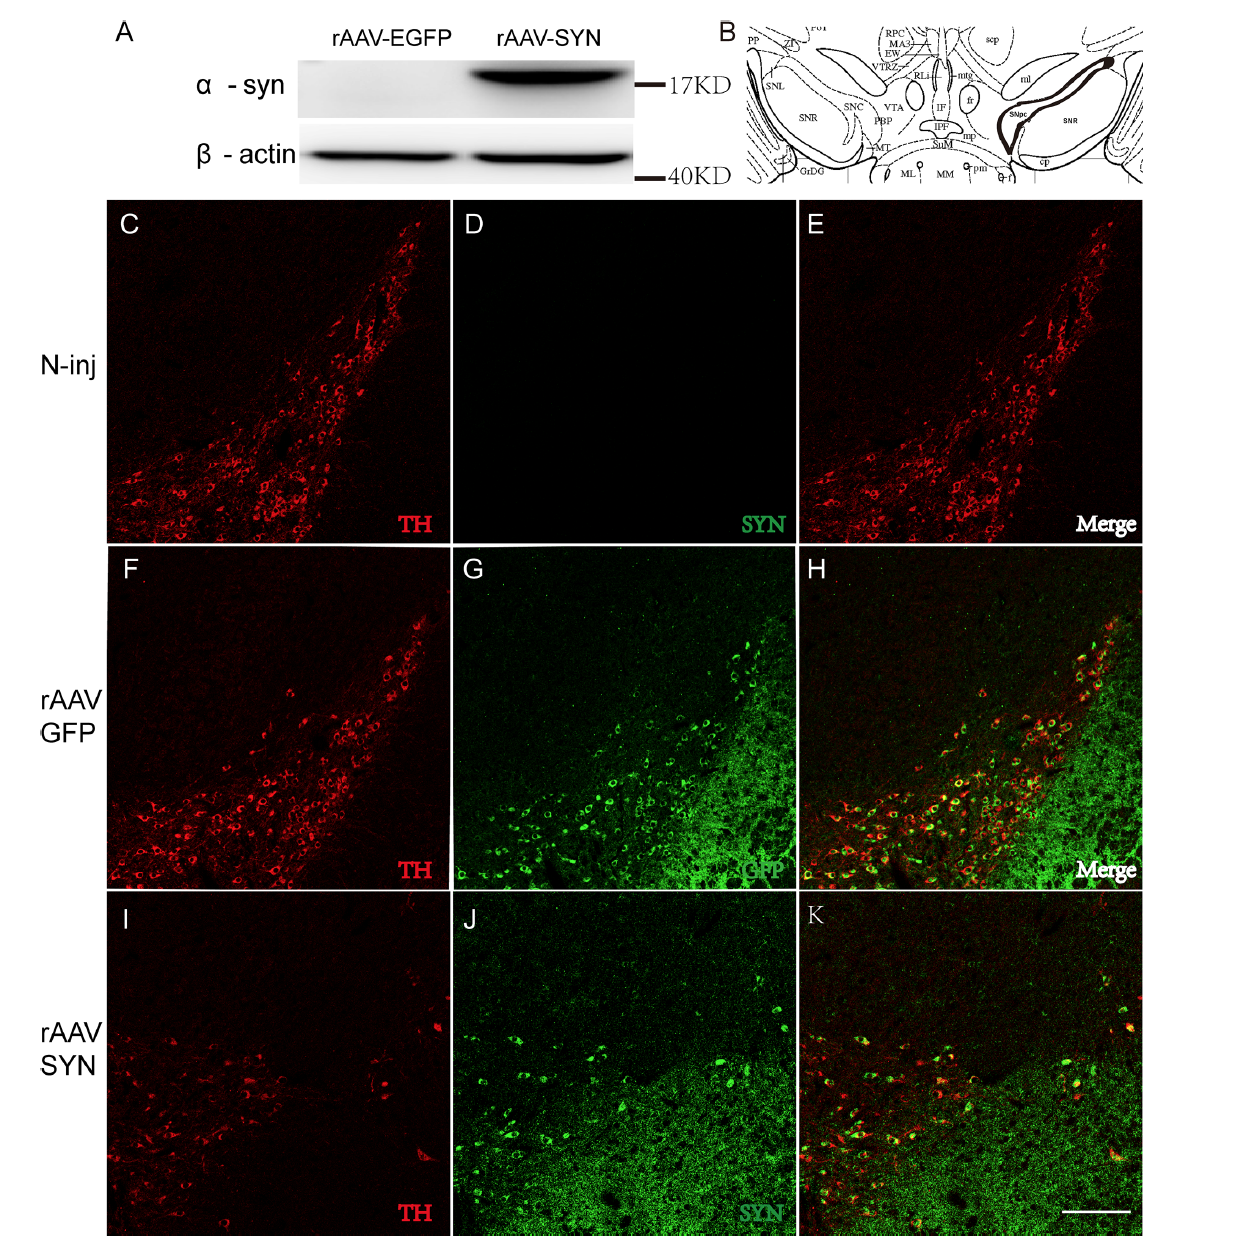 A
rAAV-EGFP
rAAV-SYN
α - syn
17KD
β - actin
40KD
B
PP
ZI
RPC
MA3
EW
VTRZ
RLi
mtg
scp
ml
SNL
SNR
SNC
VTA
PBP
IF
fr
IPF
mp
SNpc
SNR
MT
SuM
cp
GrDG
ML
MM
pm
f
C
TH
D
SYN
E
Merge
N-inj
F
TH
G
GFP
H
Merge
rAAV
GFP
I
TH
J
SYN
K
rAAV
SYN